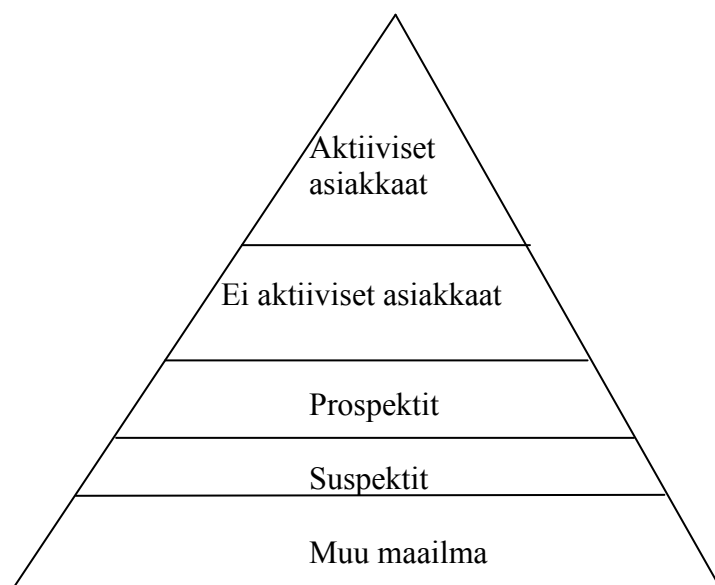 Aktiiviset
asiakkaat
Ei aktiiviset asiakkaat
Prospektit
Suspektit
Muu maailma